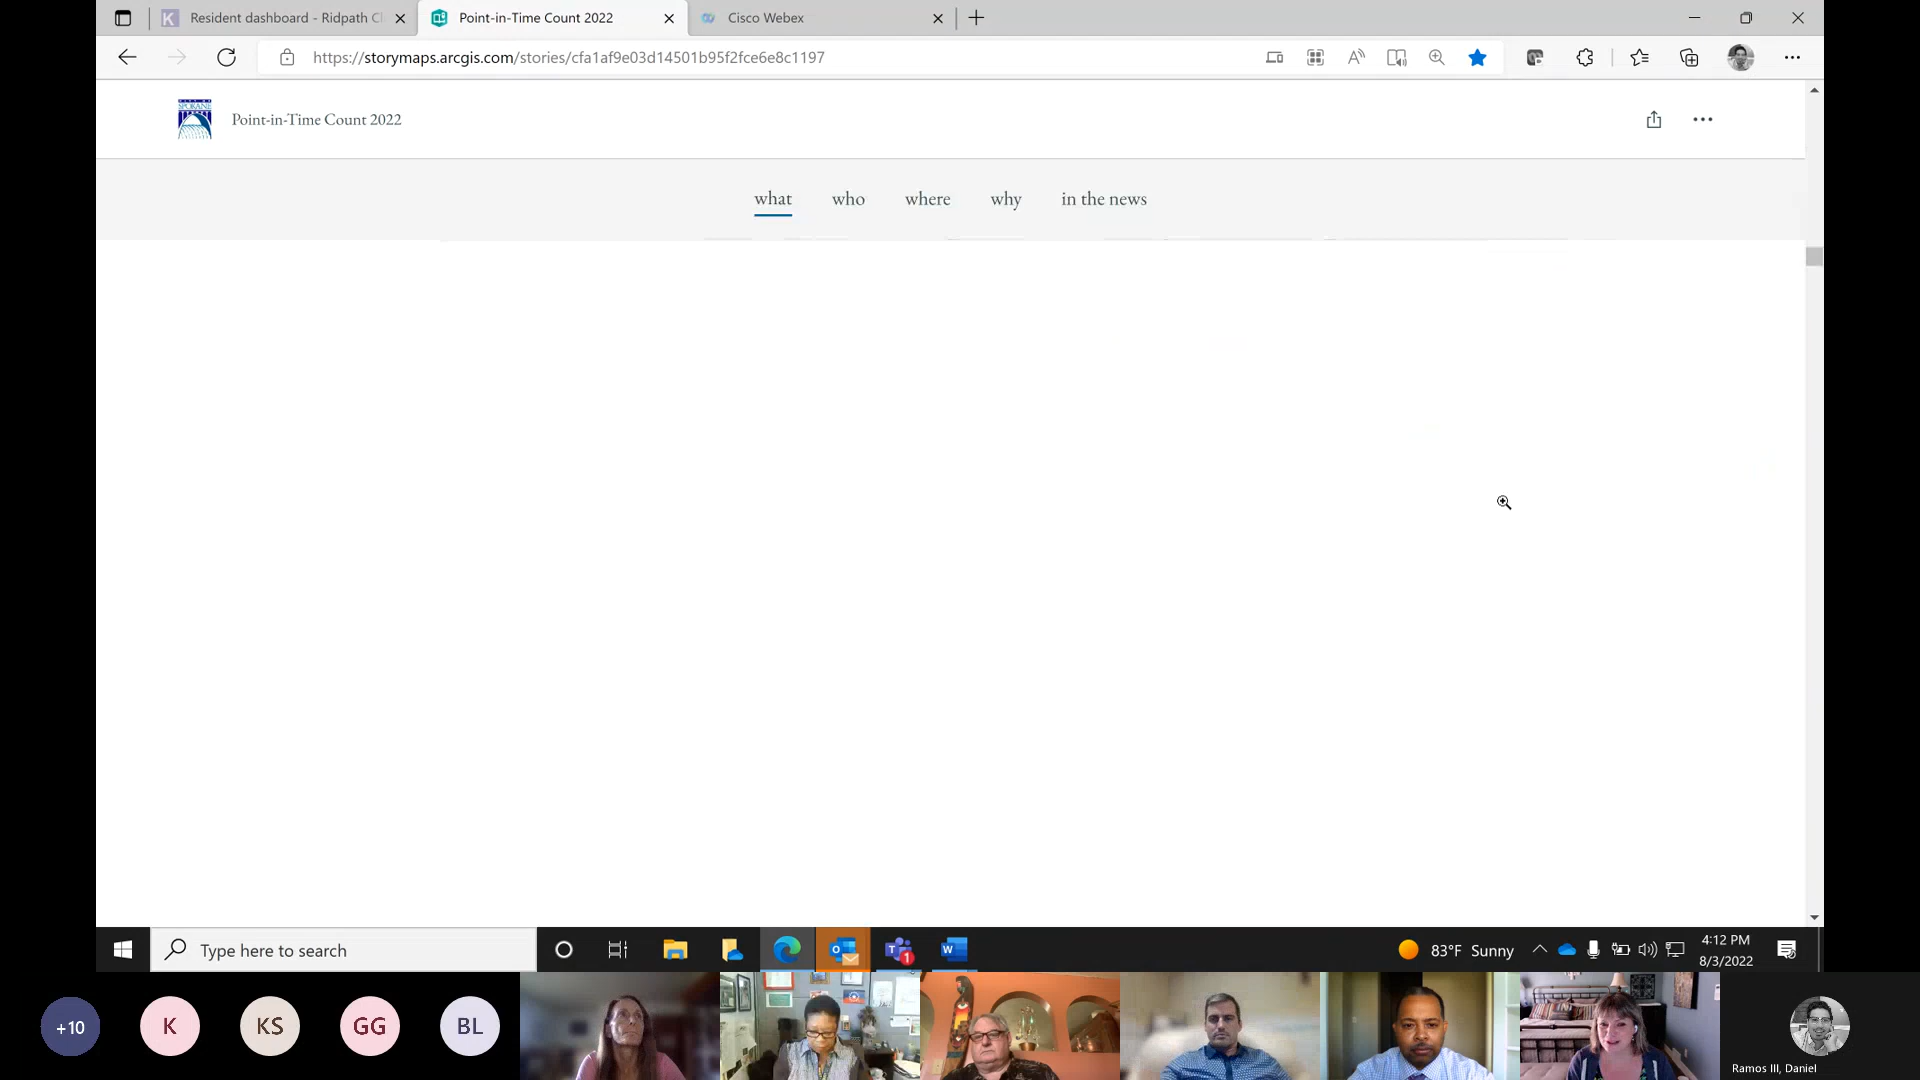 Resident dashboard - Ridpath Cl
Point-in-Time Count 2022
Cisco Webex
https://storymaps.arcgis.com/stories/cfa1af9e03d14501b95f2fce6e8c1197
SPOKANE
Point-in-Time Count 2022
what who where why in the news
Type here to search
83°F Sunny
4:12 PM
8/3/2022
1
+10
K
KS
GG
BL
Ramos III, Daniel